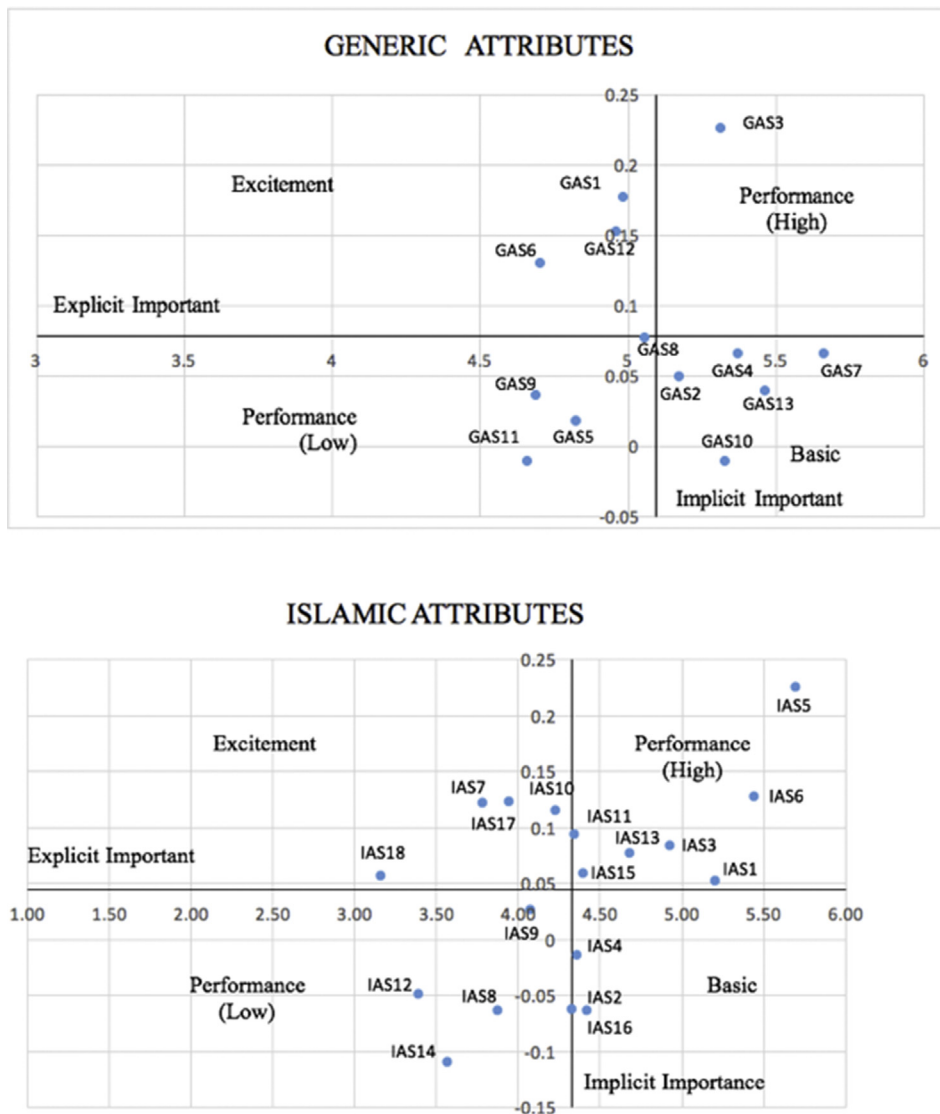 GENERIC ATTRIBUTES
0.25
GAS3
0.2
Excitement
GAS1
Performance
(High)
0.15
GAS12
GAS6
Explicit Important
0.1
GAS8
3
3.5
4
4.5
5
5.5
6
GAS4
GAS7
0.05
GAS9
GAS2
GAS13
Performance
(Low)
GAS11
GAS5
GAS10
0
Basic
Implicit Important
-0.05
ISLAMIC ATTRIBUTES
0.25
IAS5
0.2
Excitement
Performance
(High)
0.15
IAS7
IAS10
IAS6
IAS17
IAS11
0.1
IAS13
IAS3
Explicit Important
IAS18
IAS15
IAS1
0.05
1.00
1.50
2.00
2.50
3.00
3.50
4.00
4.50
5.00
5.50
6.00
IAS9
0
IAS4
Performance
(Low)
IAS12
IAS8
-0.05
IAS2
Basic
IAS16
IAS14
-0.1
Implicit Importance
-0.15